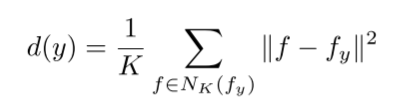 d(y) = \frac{1}{K} \sum_{f \in N_K(f_y)} \|f - f_y\|^2